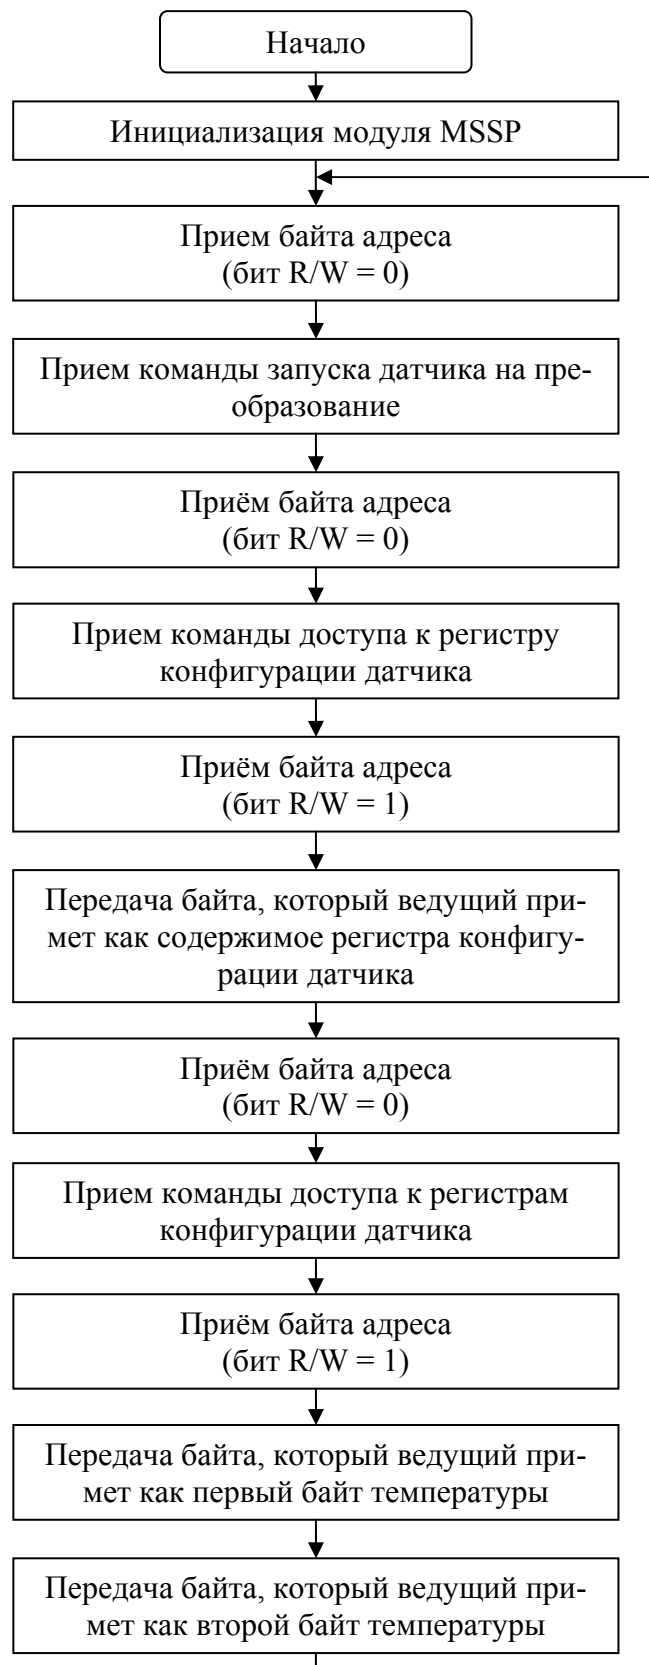 Начало
Инициализация модуля MSSP
Прием байта адреса
(бит R/W = 0)
Прием команды запуска датчика на пре-
образование
Приём байта адреса
(бит R/W = 0)
Прием команды доступа к регистру
конфигурации датчика
Приём байта адреса
(бит R/W = 1)
Передача байта, который ведущий при-
мет как содержимое регистра конфигу-
рации датчика
Приём байта адреса
(бит R/W = 0)
Прием команды доступа к регистрам
конфигурации датчика
Приём байта адреса
(бит R/W = 1)
Передача байта, который ведущий при-
мет как первый байт температуры
Передача байта, который ведущий при-
мет как второй байт температуры